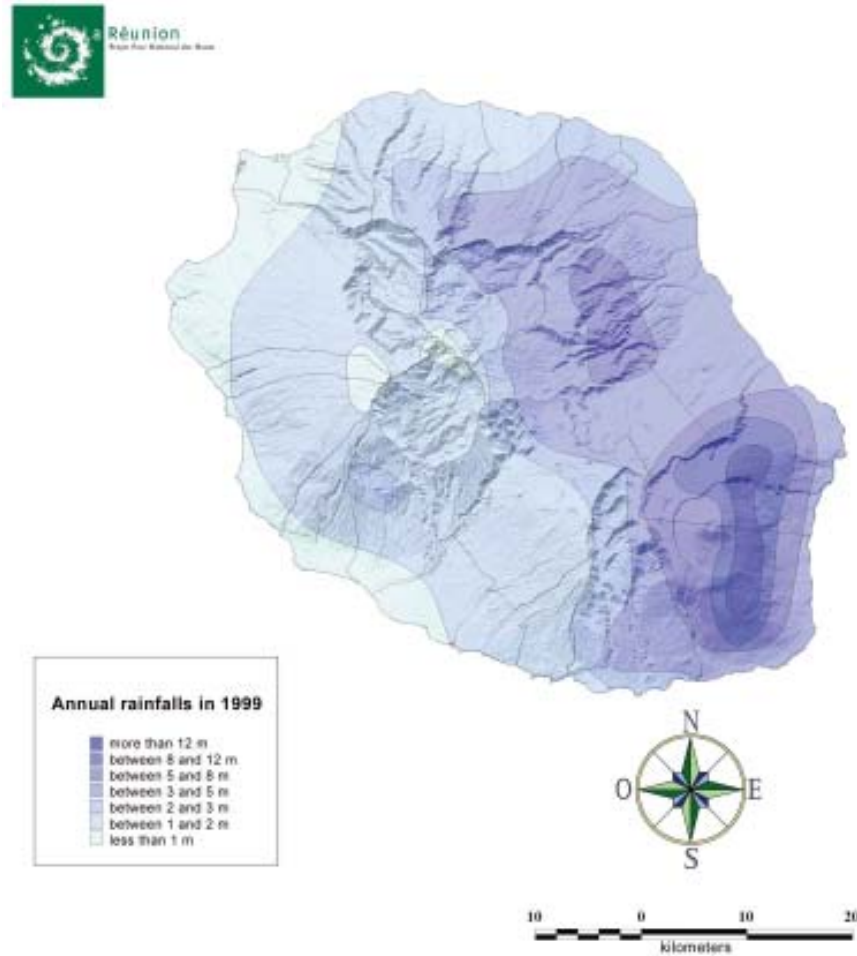 Réunion
Annual rainfalls in 1999
more than 12 m
between 8 and 12 m
between 5 and 8 m
between 3 and 5 m
between 2 and 3 m
between 1 and 2 m
less than 1 m
N
O E
S
10 0 10 20
kilometers